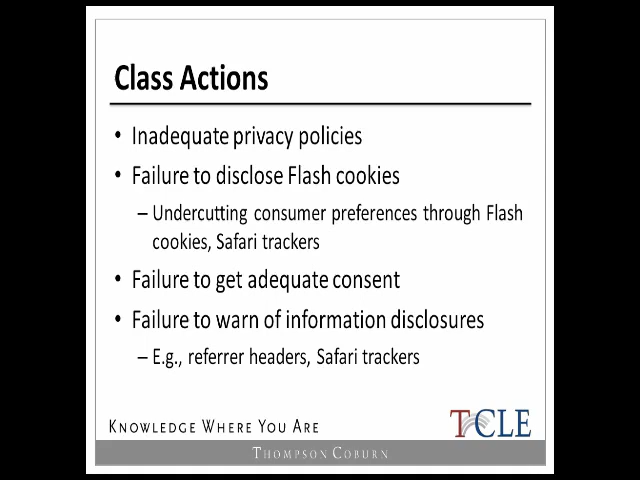 Class Actions
• Inadequate privacy policies
• Failure to disclose Flash cookies
– Undercutting consumer preferences through Flash
cookies, Safari trackers
• Failure to get adequate consent
• Failure to warn of information disclosures
– E.g., referrer headers, Safari trackers
KNOWLEDGE WHERE YOU ARE
TCCLE
THOMPSON COBURN